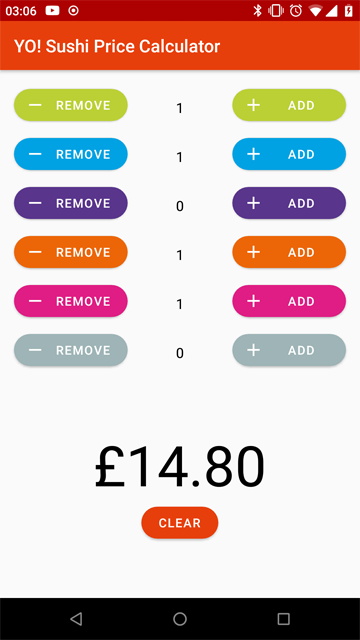 03:06
YO! Sushi Price Calculator
REMOVE 1 ADD
REMOVE 1 ADD
REMOVE 0 ADD
REMOVE 1 ADD
REMOVE 1 ADD
REMOVE 0 ADD
£14.80
CLEAR